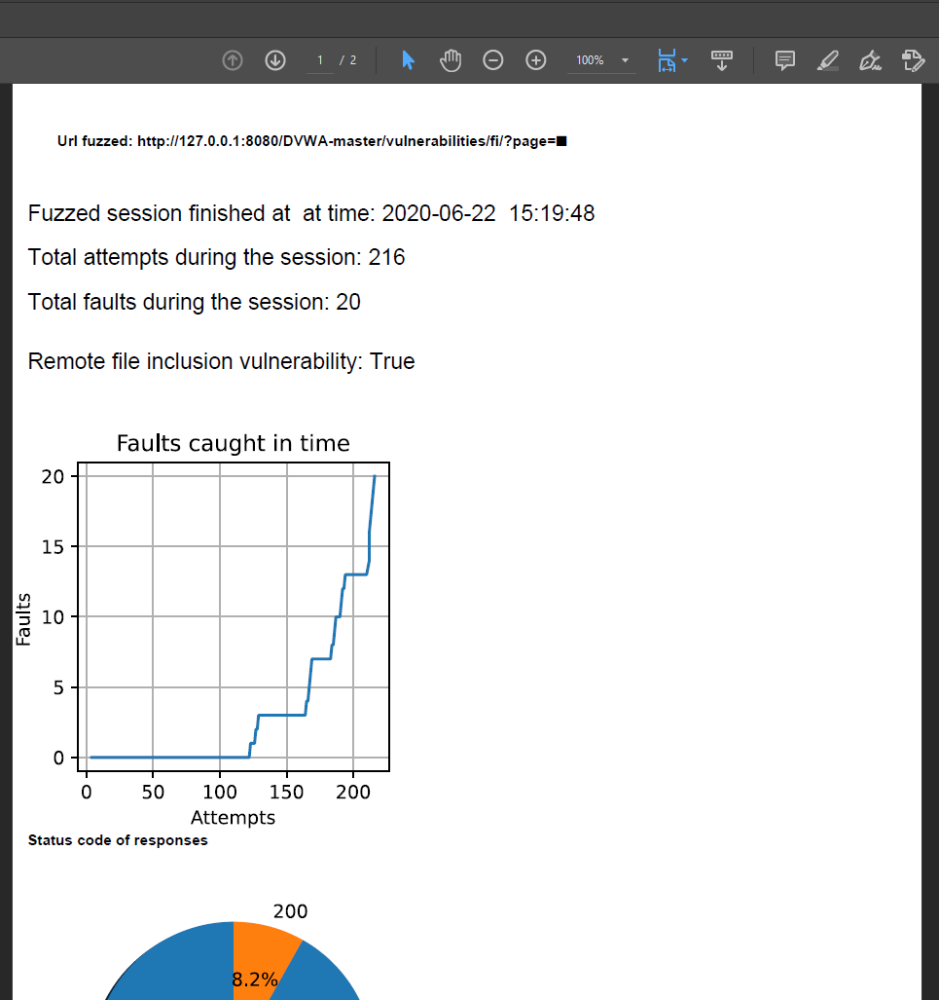 1 / 2
100%
Url fuzzed: http://127.0.0.1:8080/DVWA-master/vulnerabilities/fi/?page=■
Fuzzed session finished at  at time: 2020-06-22  15:19:48
Total attempts during the session: 216
Total faults during the session: 20
Remote file inclusion vulnerability: True
Faults caught in time
20
15
10
5
0
Faults
0 50 100 150 200
Attempts
Status code of responses
200
8.2%